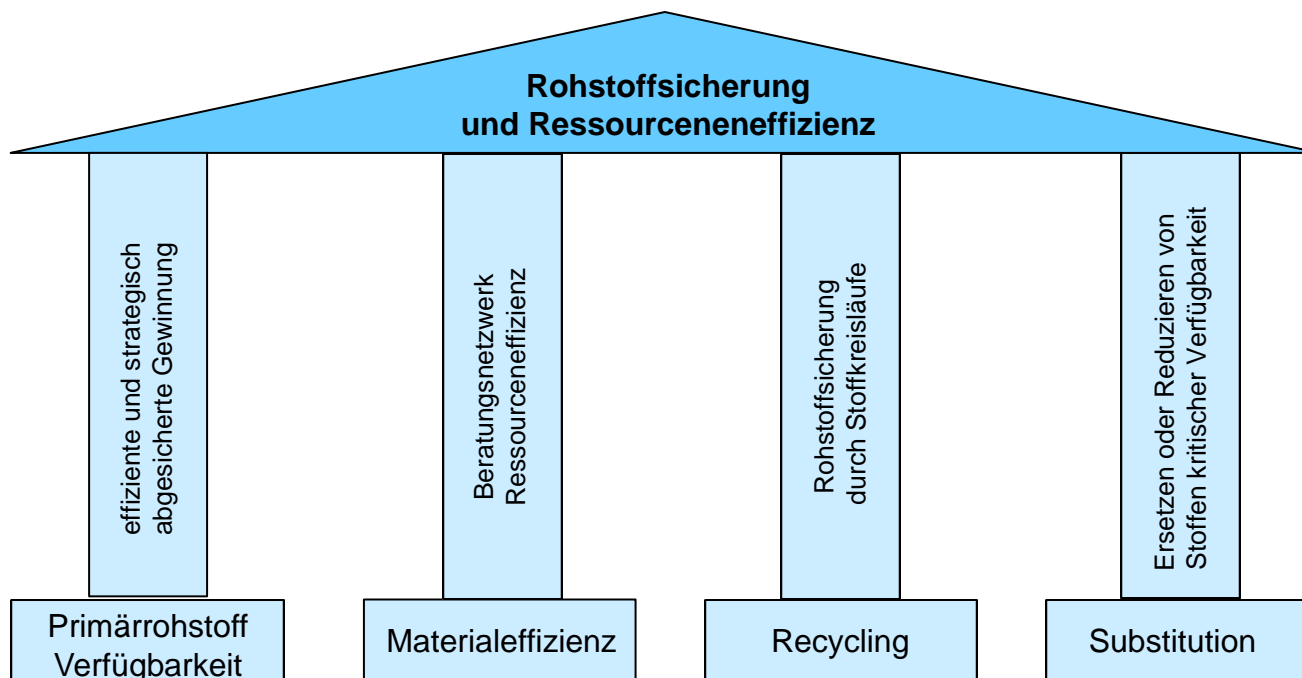 Rohstoffsicherung
und Ressourceneneffizienz
effiziente und strategisch
abgesicherte Gewinnung
Beratungsnetzwerk
Ressourceneffizienz
Rohstoffsicherung
durch Stoffkreisläufe
Ersetzen oder Reduzieren von
Stoffen kritischer Verfügbarkeit
Primärrohstoff
Verfügbarkeit
Materialeffizienz
Recycling
Substitution